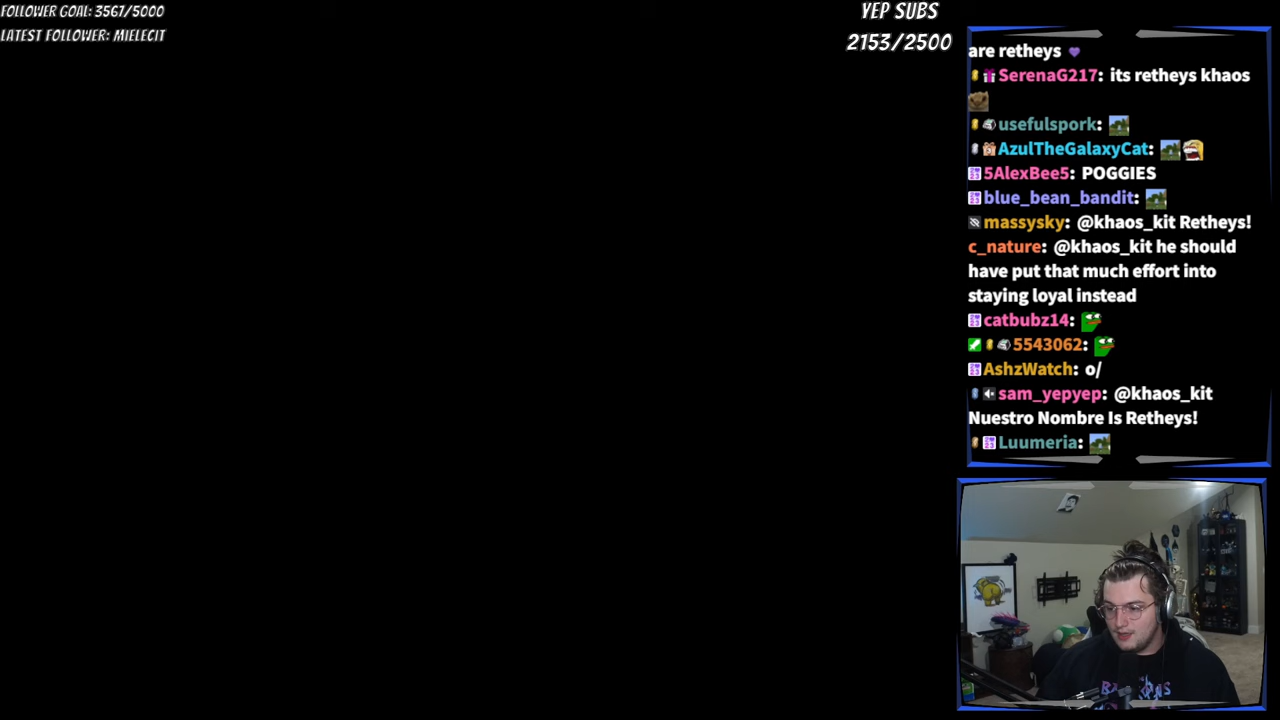 FOLLOWER GOAL: 3567/5000
LATEST FOLLOWER: MIELECIT
YEP SUBS
2153/2500
are retheys
SerenaG217: its retheys khaos
usefulspork:
AzulTheGalaxyCat:
5AlexBee5: POGGIES
blue_bean_bandit:
massysky: @khaos_kit Retheys!
c_nature: @khaos_kit he should
have put that much effort into
staying loyal instead
catbubz14:
5543062:
AshzWatch: o/
sam_yepyep: @khaos_kit
Nuestro Nombre Is Retheys!
Luumeria: